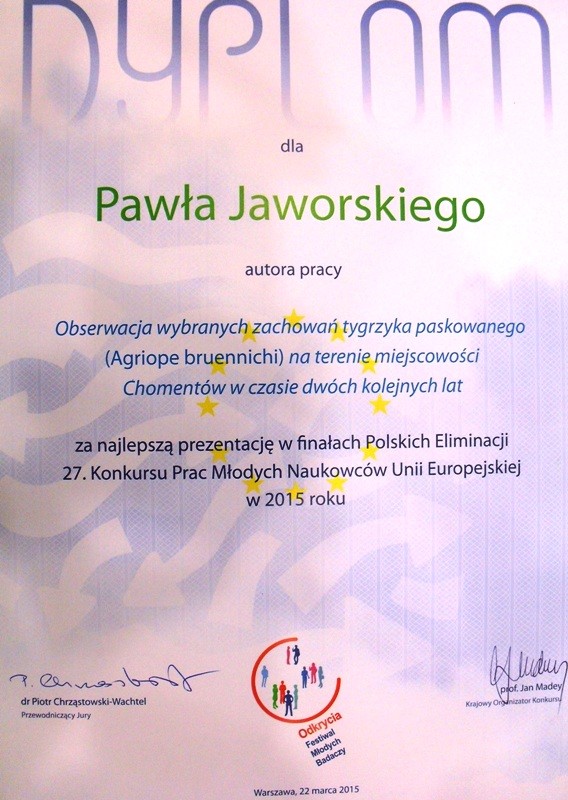 Dyplom
dla
Pawła Jaworskiego
autora pracy
Obserwacja wybranych zachowań tygrzyka paskowanego
(Agriope bruennichi) na terenie miejscowości
Chomentów w czasie dwóch kolejnych lat
za najlepszą prezentację w finałach Polskich Eliminacji
27. Konkursu Prac Młodych Naukowców Unii Europejskiej
w 2015 roku
dr Piotr Chrząstowski-Wachtel
Przewodniczący Jury
prof. Jan Madey
Krajowy Organizator Konkursu
Odkrycia
Festiwal
Młodych
Badaczy
Warszawa, 22 marca 2015